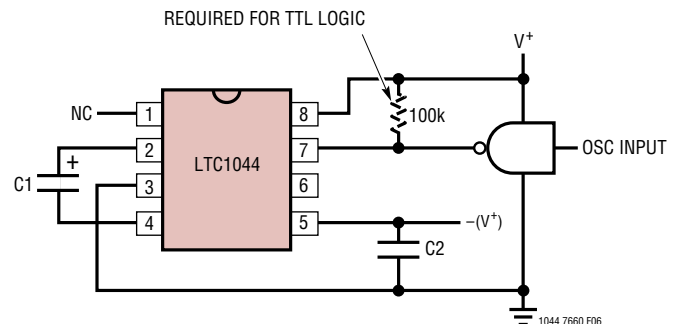 REQUIRED FOR TTL LOGIC
V+
NC
1
8
100k
2
7
OSC INPUT
+
LTC1044
C1
3
6
4
5
–(V+)
C2
1044 7660 F06